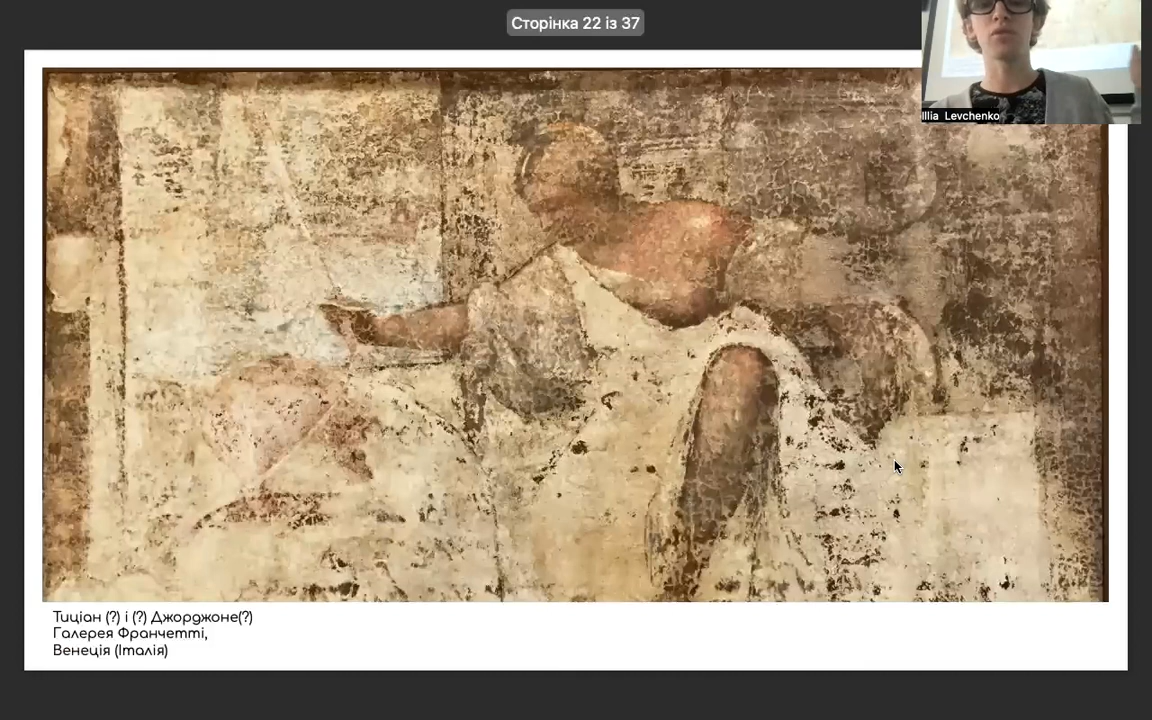 Сторінка 22 із 37
Illia Levchenko
Тиціан (?) і (?) Джорджоне(?)
Галерея Франчетті,
Венеція (Італія)